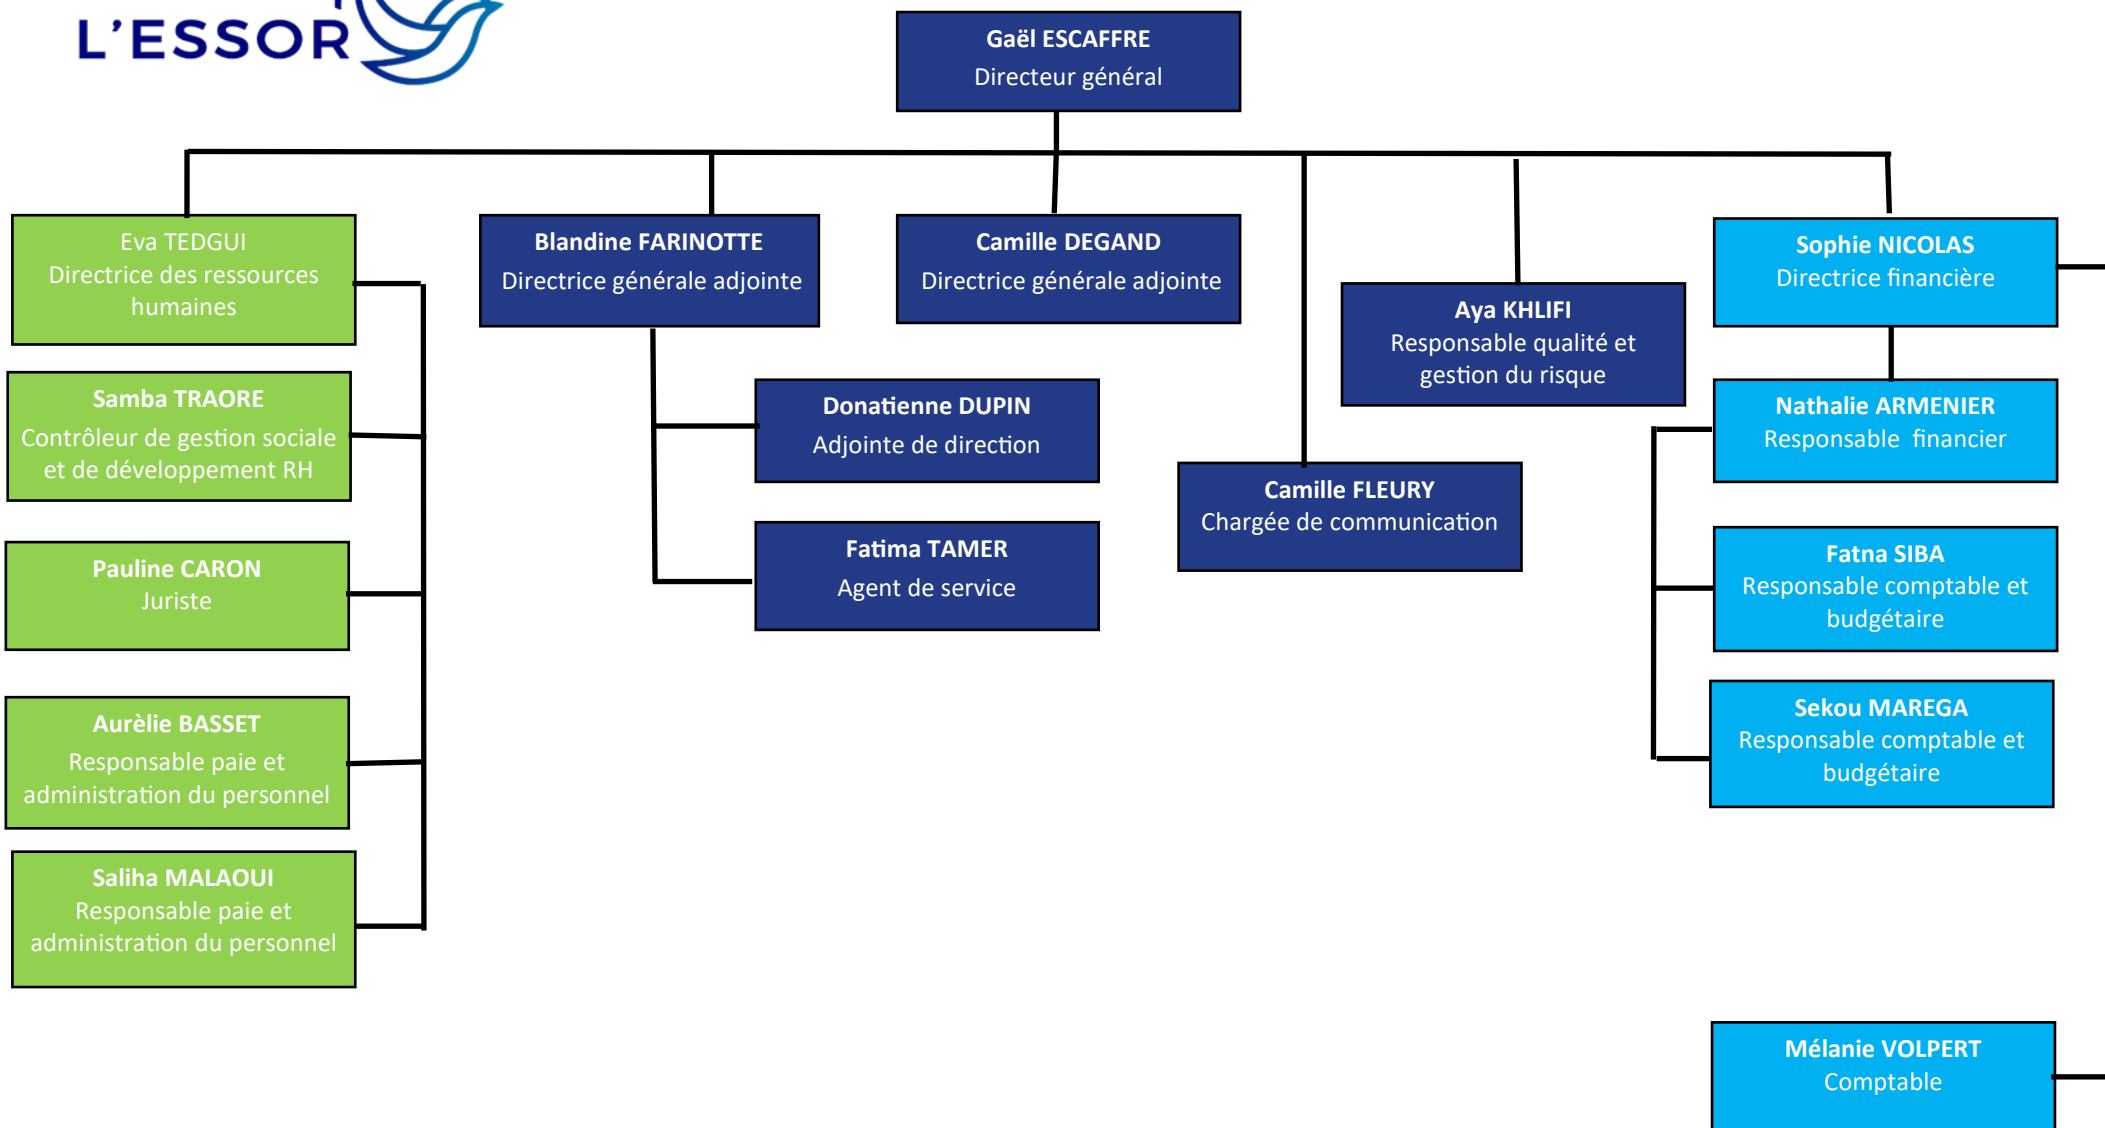 L'ESSOR
Gaël ESCAFFRE
Directeur général
Eva TEDGUI
Directrice des ressources
humaines
Blandine FARINOTTE
Directrice générale adjointe
Camille DEGAND
Directrice générale adjointe
Sophie NICOLAS
Directrice financière
Aya KHLIFI
Responsable qualité et
gestion du risque
Samba TRAORE
Contrôleur de gestion sociale
et de développement RH
Donatienne DUPIN
Adjointe de direction
Nathalie ARMENIER
Responsable  financier
Camille FLEURY
Chargée de communication
Pauline CARON
Juriste
Fatima TAMER
Agent de service
Fatna SIBA
Responsable comptable et
budgétaire
Aurèlie BASSET
Responsable paie et
administration du personnel
Sekou MAREGA
Responsable comptable et
budgétaire
Saliha MALAOUI
Responsable paie et
administration du personnel
Mélanie VOLPERT
Comptable